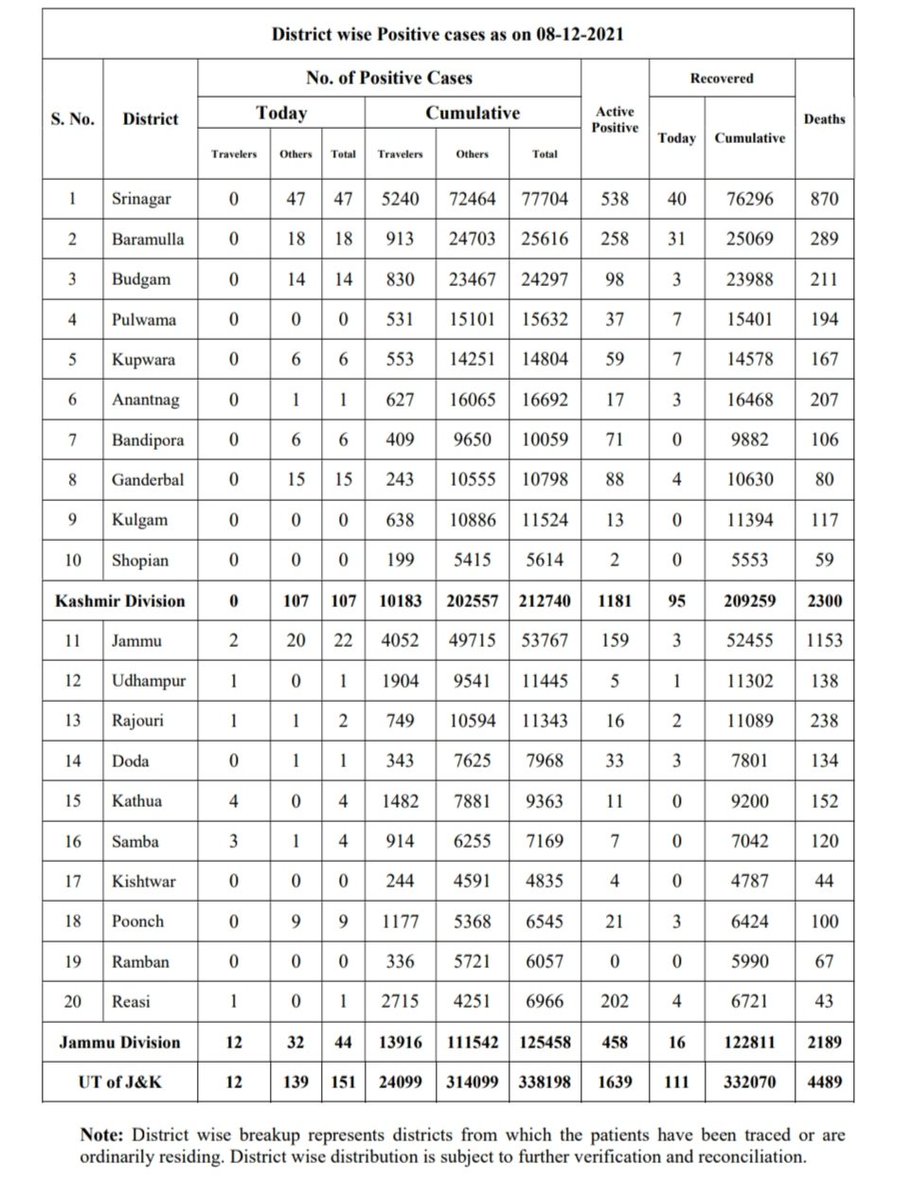 District wise Positive cases as on 08-12-2021
S. No. District No. of Positive Cases Active Positive Recovered Deaths
Today Cumulative Today Cumulative
Travelers Others Total Travelers Others Total
1 Srinagar 0 47 47 5240 72464 77704 538 40 76296 870
2 Baramulla 0 18 18 913 24703 25616 258 31 25069 289
3 Budgam 0 14 14 830 23467 24297 98 3 23988 211
4 Pulwama 0 0 0 531 15101 15632 37 7 15401 194
5 Kupwara 0 6 6 553 14251 14804 59 7 14578 167
6 Anantnag 0 1 1 627 16065 16692 17 3 16468 207
7 Bandipora 0 6 6 409 9650 10059 71 0 9882 106
8 Ganderbal 0 15 15 243 10555 10798 88 4 10630 80
9 Kulgam 0 0 0 638 10886 11524 13 0 11394 117
10 Shopian 0 0 0 199 5415 5614 2 0 5553 59
Kashmir Division 0 107 107 10183 202557 212740 1181 95 209259 2300
11 Jammu 2 20 22 4052 49715 53767 159 3 52455 1153
12 Udhampur 1 0 1 1904 9541 11445 5 1 11302 138
13 Rajouri 1 1 2 749 10594 11343 16 2 11089 238
14 Doda 0 1 1 343 7625 7968 33 3 7801 134
15 Kathua 4 0 4 1482 7881 9363 11 0 9200 152
16 Samba 3 1 4 914 6255 7169 7 0 7042 120
17 Kishtwar 0 0 0 244 4591 4835 4 0 4787 44
18 Poonch 0 9 9 1177 5368 6545 21 3 6424 100
19 Ramban 0 0 0 336 5721 6057 0 0 5990 67
20 Reasi 1 0 1 2715 4251 6966 202 4 6721 43
Jammu Division 12 32 44 13916 111542 125458 458 16 122811 2189
UT of J&K 12 139 151 24099 314099 338198 1639 111 332070 4489
Note: District wise breakup represents districts from which the patients have been traced or are
ordinarily residing. District wise distribution is subject to further verification and reconciliation.